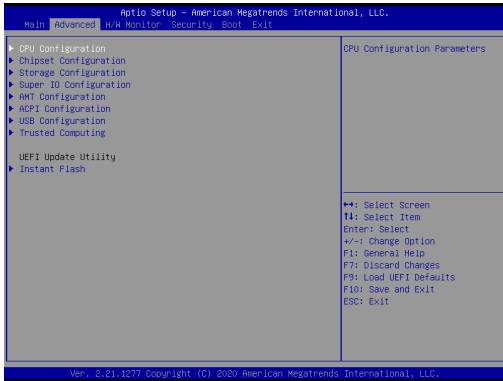 Aptio Setup – American Megatrends International, LLC.
Main Advanced H/W Monitor Security Boot Exit
CPU Configuration
Chipset Configuration
Storage Configuration
Super IO Configuration
AMT Configuration
ACPI Configuration
USB Configuration
Trusted Computing
UEFI Update Utility
Instant Flash
CPU Configuration Parameters
↔: Select Screen
↑↓: Select Item
Enter: Select
+/-: Change Option
F1: General Help
F7: Discard Changes
F9: Load UEFI Defaults
F10: Save and Exit
ESC: Exit
Ver. 2.21.1277 Copyright (C) 2020 American Megatrends International, LLC.